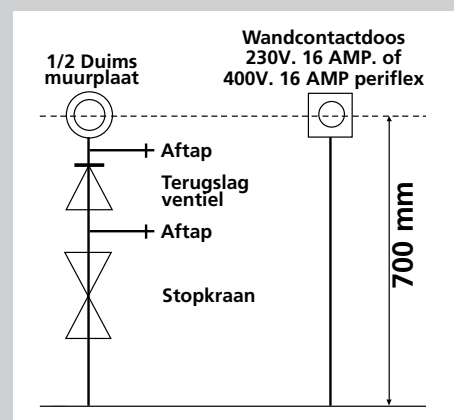 1/2 Duims
muurplaat
Wandcontactdoos
230V. 16 AMP. of
400V. 16 AMP periflex
Aftap
Terugslag
ventiel
Aftap
Stopkraan
700 mm